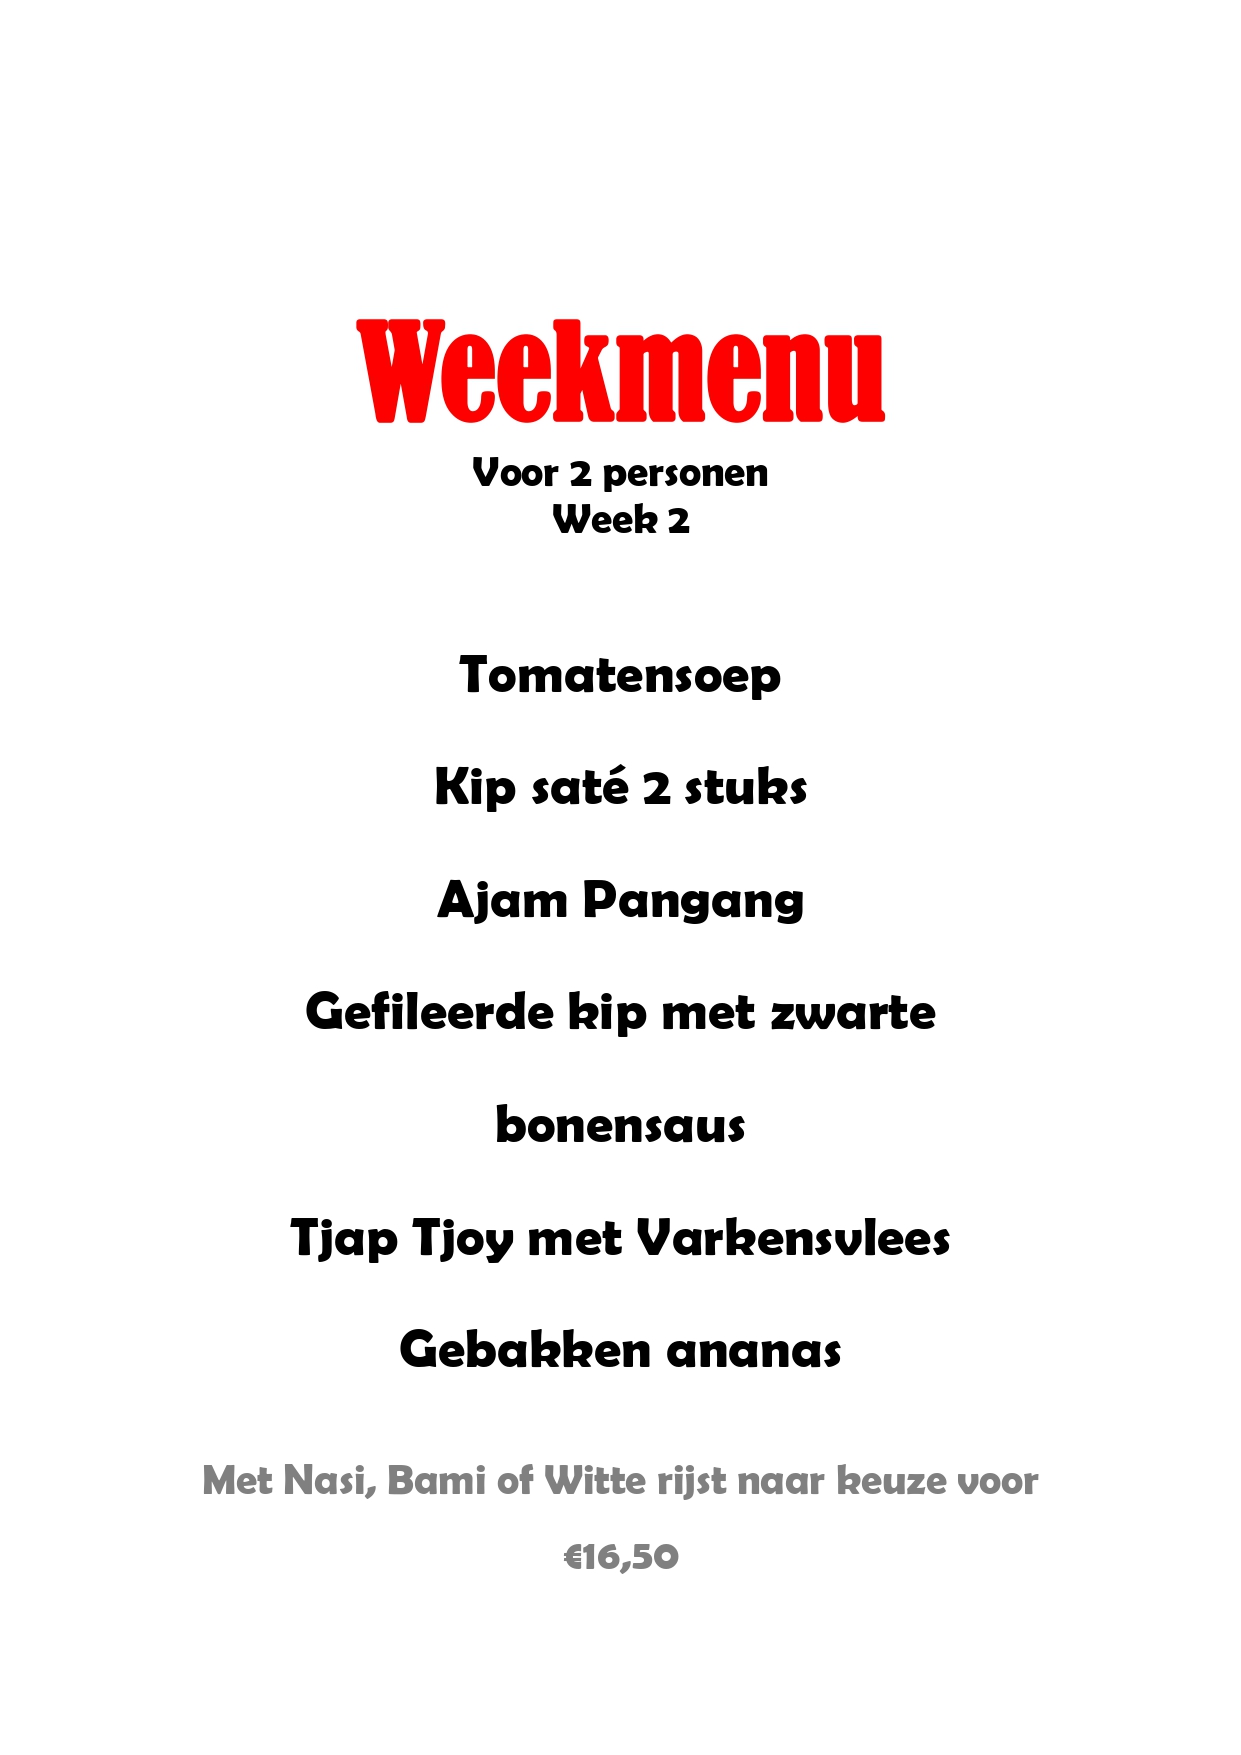 Weekmenu
Voor 2 personen
Week 2
Tomatensoep
Kip saté 2 stuks
Ajam Pangang
Gefileerde kip met zwarte
bonensaus
Tjap Tjoy met Varkensvlees
Gebakken ananas
Met Nasi, Bami of Witte rijst naar keuze voor
€16,50